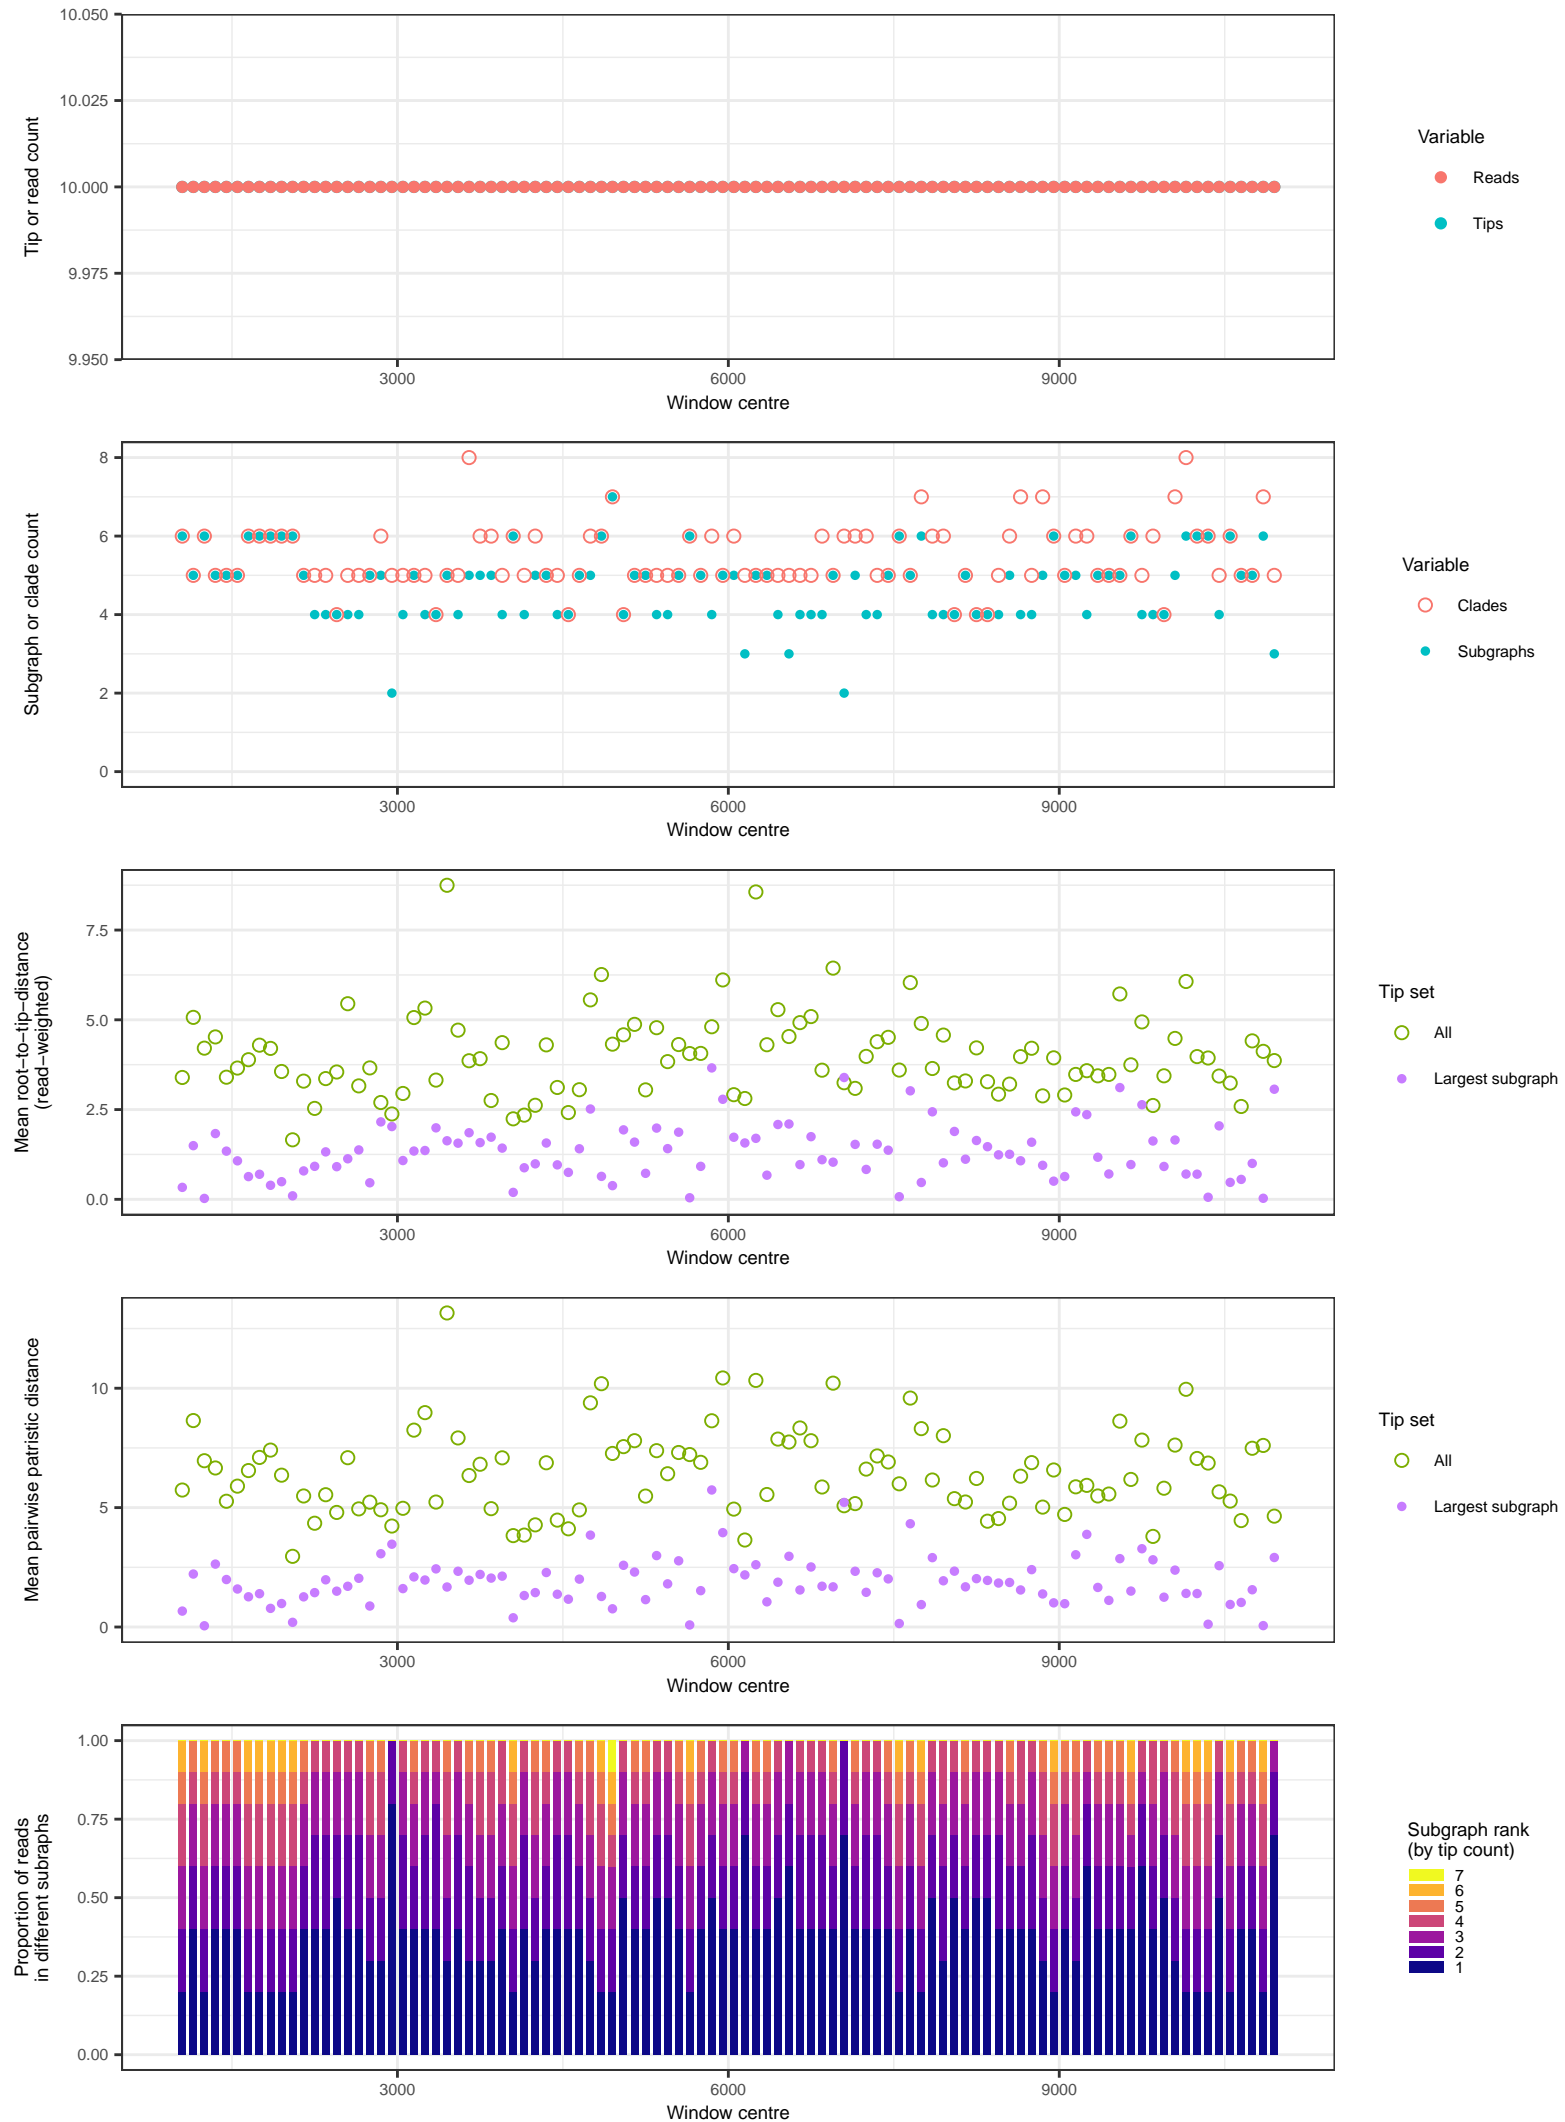 10.050
10.025
10.000
9.975
9.950
Tip or read count
3000 6000 9000
Window centre
Variable
Reads
Tips
8
6
4
2
0
Subgraph or clade count
3000 6000 9000
Window centre
Variable
Clades
Subgraphs
7.5
5.0
2.5
0.0
Mean root−to−tip−distance
(read−weighted)
3000 6000 9000
Window centre
Tip set
All
Largest subgraph
10
5
0
Mean pairwise patristic distance
3000 6000 9000
Window centre
Tip set
All
Largest subgraph
1.00
0.75
0.50
0.25
0.00
Proportion of reads
in different subraphs
3000 6000 9000
Window centre
Subgraph rank
(by tip count)
7
6
5
4
3
2
1